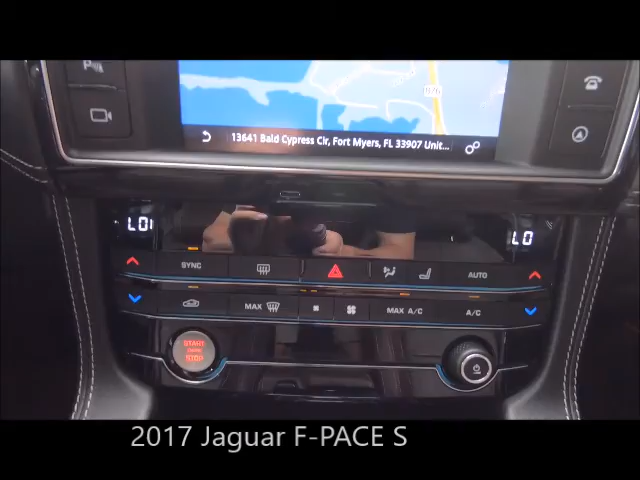 P
876
13641 BALD CYPRESS CIR, FORT MYERS, FL 33907 UNIT...
LO
LO
SYNC
AUTO
MAX
MAX A/C
A/C
START
STOP
2017 Jaguar F-PACE S